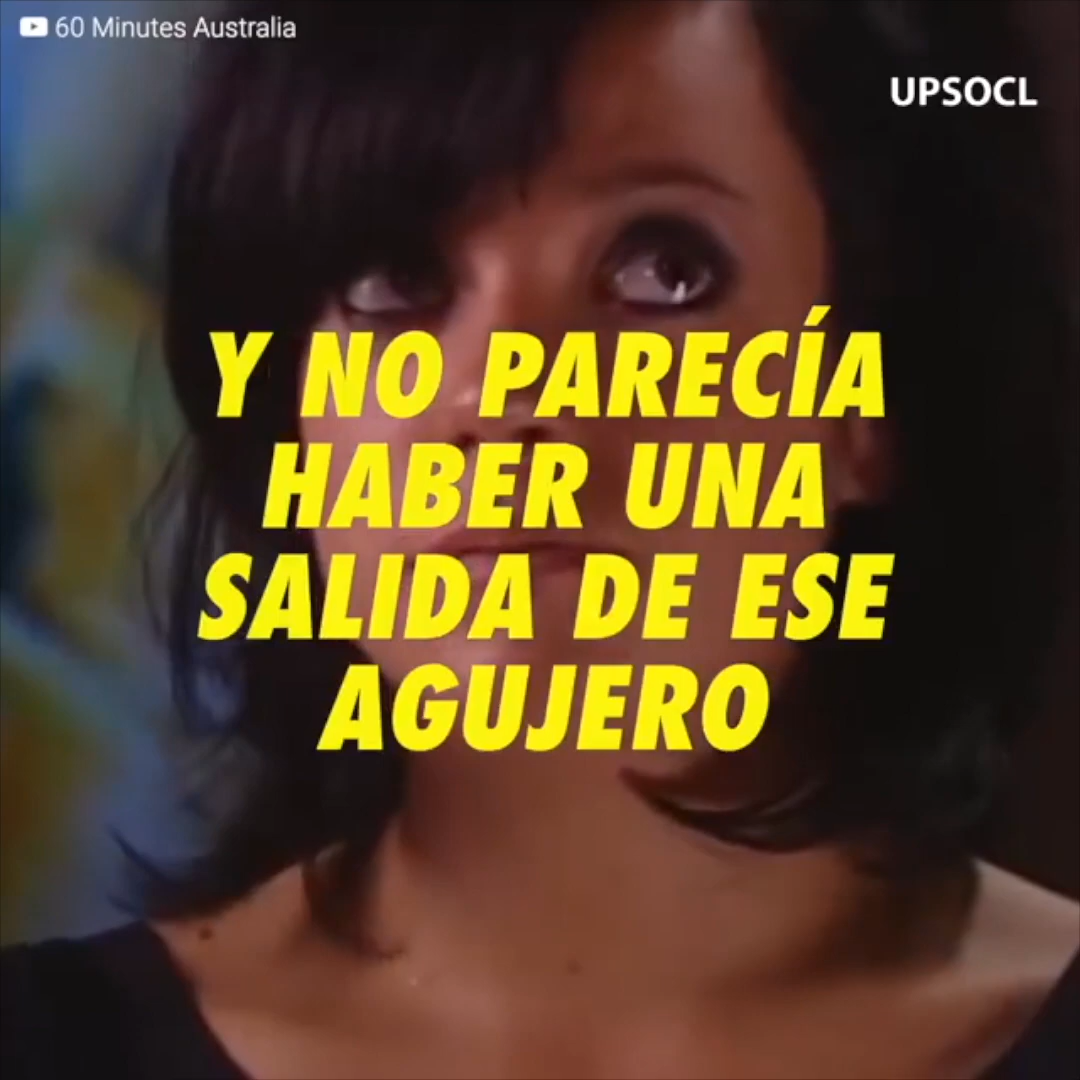 60 Minutes Australia
UPSOCL
Y NO PARECÍA
HABER UNA
SALIDA DE ESE
AGUJERO